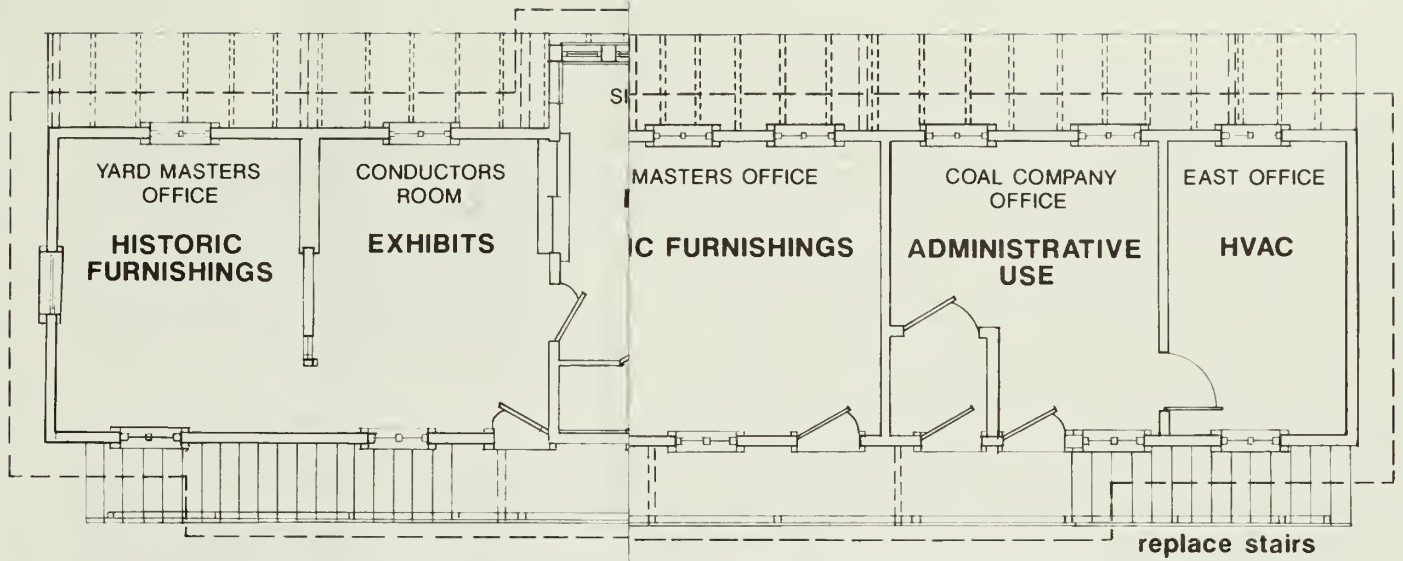 YARD MASTERS
OFFICE
HISTORIC
FURNISHINGS
CONDUCTORS
ROOM
EXHIBITS
MASTERS OFFICE
IC FURNISHINGS
COAL COMPANY
OFFICE
ADMINISTRATIVE
USE
EAST OFFICE
HVAC
replace stairs